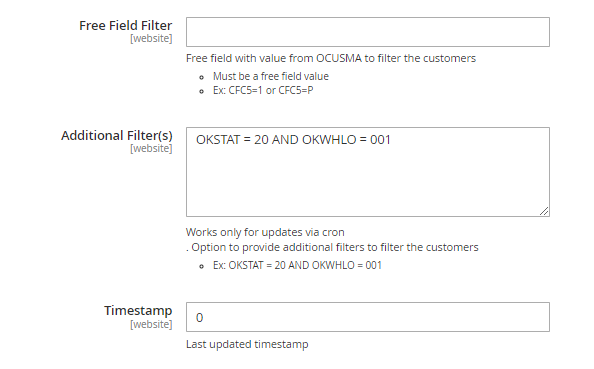 Free Field Filter
[website]
Free field with value from OCUSMA to filter the customers
Must be a free field value
Ex: CFC5=1 or CFC5=P
Additional Filter(s)
[website]
OKSTAT = 20 AND OKWHLO = 001
Works only for updates via cron
. Option to provide additional filters to filter the customers
Ex: OKSTAT = 20 AND OKWHLO = 001
Timestamp
[website]
0
Last updated timestamp